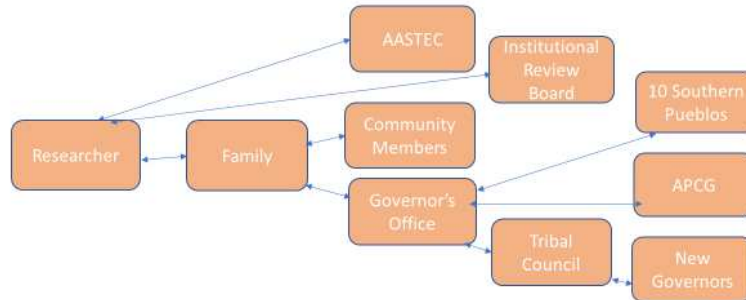 AASTEC
Institutional
Review
Board
10 Southern
Pueblos
Researcher
Family
Community
Members
APCG
Governor's
Office
Tribal
Council
New
Governors